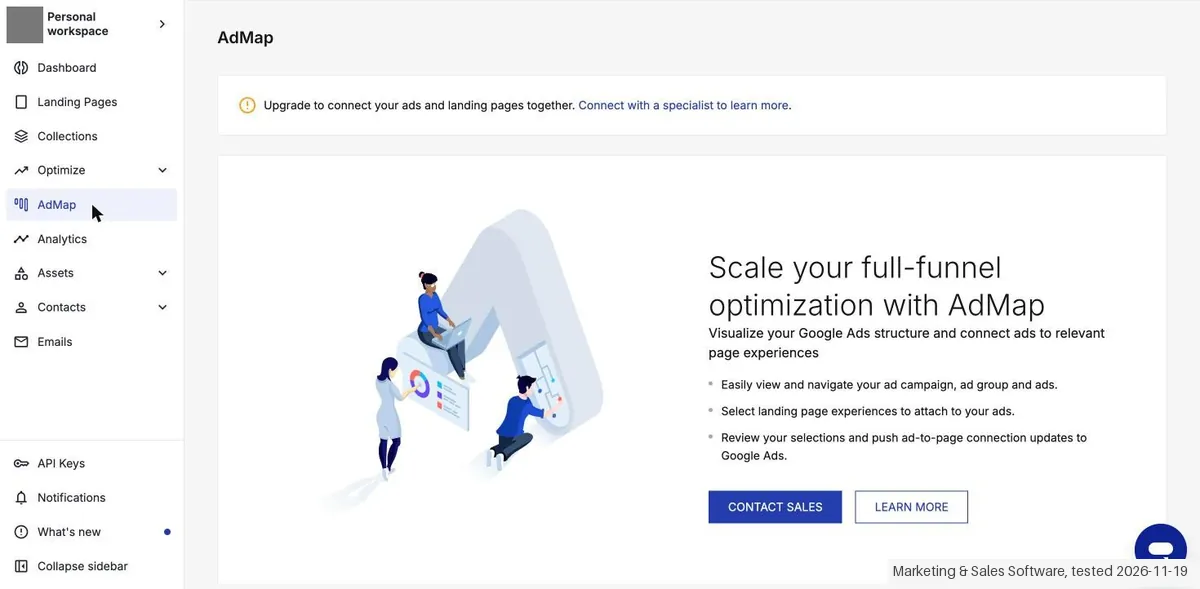 Personal
workspace
Dashboard
Landing Pages
Collections
Optimize
AdMap
Analytics
Assets
Contacts
Emails
API Keys
Notifications
What's new
Collapse sidebar
AdMap
Upgrade to connect your ads and landing pages together. Connect with a specialist to learn more.
Scale your full-funnel
optimization with AdMap
Visualize your Google Ads structure and connect ads to relevant
page experiences
Easily view and navigate your ad campaign, ad group and ads.
Select landing page experiences to attach to your ads.
Review your selections and push ad-to-page connection updates to
Google Ads.
CONTACT SALES
LEARN MORE
Marketing & Sales Software, tested 2026-11-19